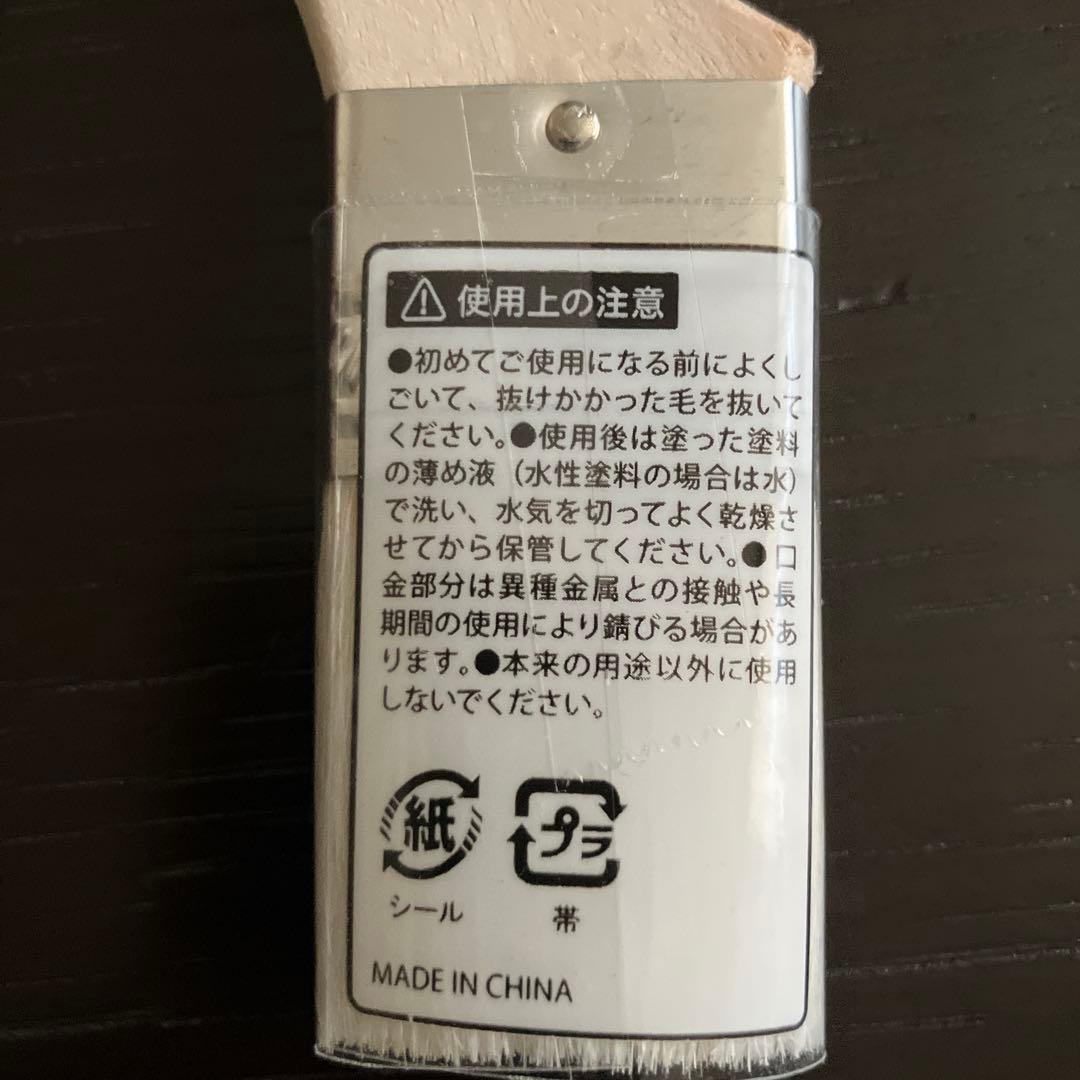 ⚠使用上の注意
●初めてご使用になる前によくし
ごいて、抜けかかった毛を抜いて
ください。●使用後は塗った塗料
の薄め液（水性塗料の場合は水）
で洗い、水気を切ってよく乾燥さ
せてから保管してください。●口
金部分は異種金属との接触や長
期間の使用により錆びる場合があ
ります。●本来の用途以外に使用
しないでください。
紙 プラ
シール 帯
MADE IN CHINA